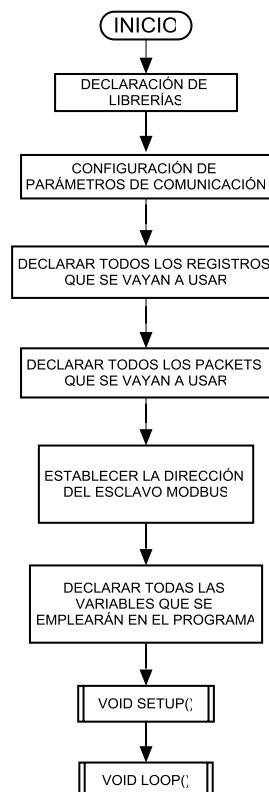 INICIO
DECLARACIÓN DE
LIBRERÍAS
CONFIGURACIÓN DE
PARÁMETROS DE COMUNICACIÓN
DECLARAR TODOS LOS REGISTROS
QUE SE VAYAN A USAR
DECLARAR TODOS LOS PACKETS
QUE SE VAYAN A USAR
ESTABLECER LA DIRECCIÓN
DEL ESCLAVO MODBUS
DECLARAR TODAS LAS
VARIABLES QUE SE
EMPLEARÁN EN EL PROGRAMA
VOID SETUP()
VOID LOOP()